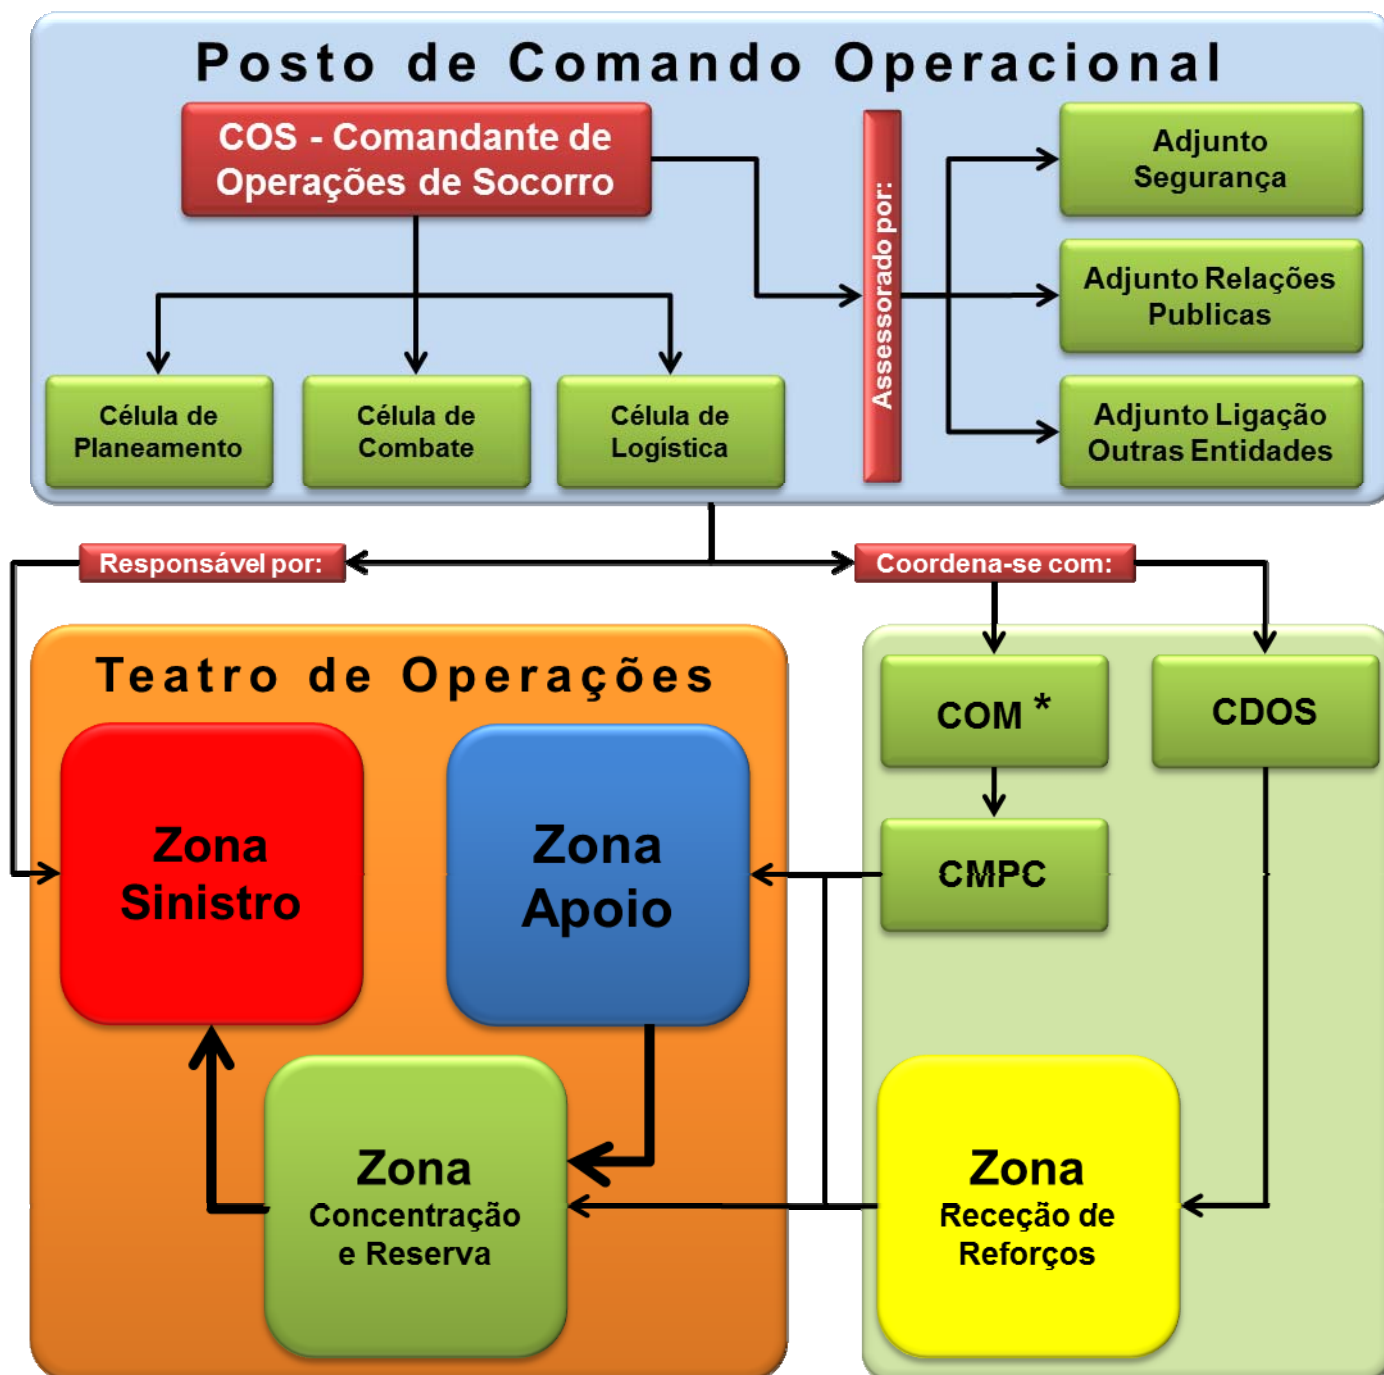 Posto de Comando Operacional
COS - Comandante de
Operações de Socorro
Assessorado por:
Adjunto
Segurança
Adjunto Relações
Publicas
Adjunto Ligação
Outras Entidades
Célula de
Planeamento
Célula de
Combate
Célula de
Logística
Responsável por:
Coordena-se com:
Teatro de Operações
Zona
Sinistro
Zona
Apoio
Zona
Concentração
e Reserva
COM *
CDOS
CMPC
Zona
Receção de
Reforços